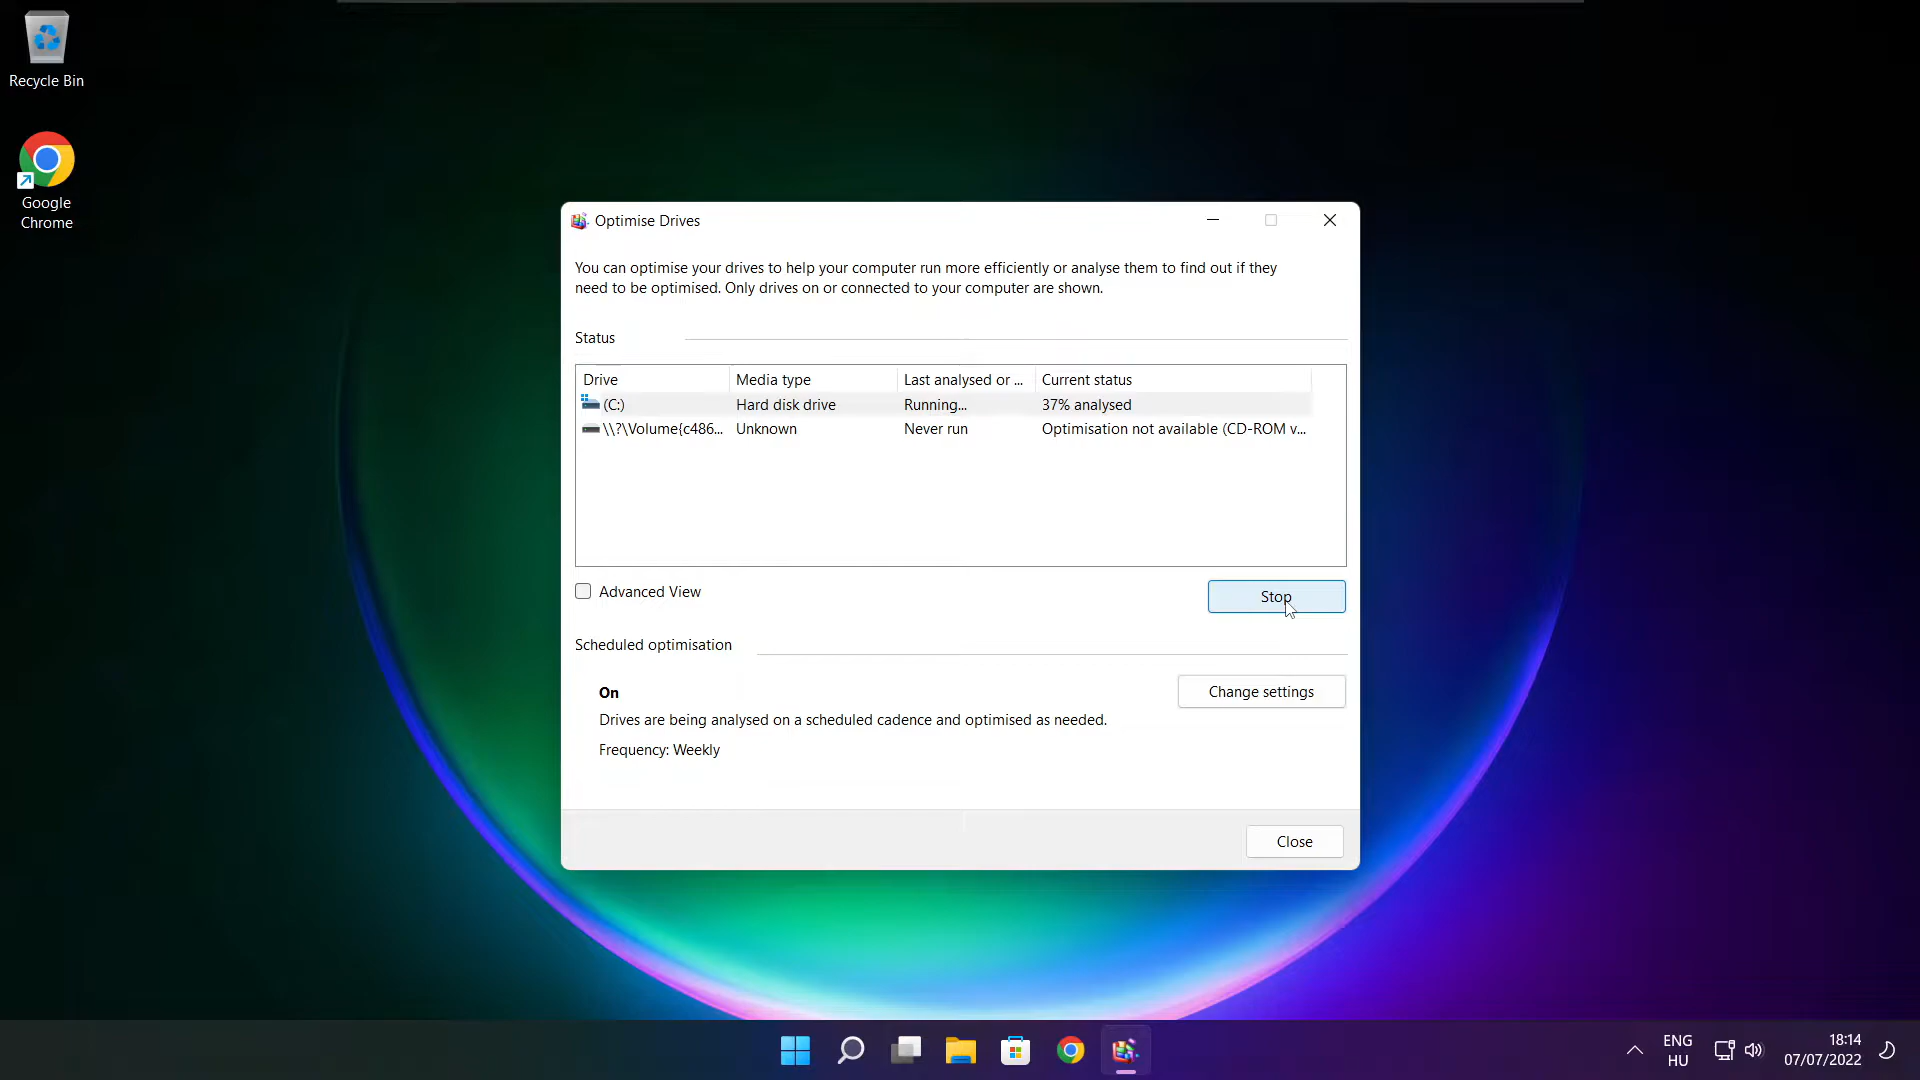 Recycle Bin
Google
Chrome
Optimise Drives
You can optimise your drives to help your computer run more efficiently or analyse them to find out if they
need to be optimised. Only drives on or connected to your computer are shown.
Status
Drive Media type Last analysed or ... Current status
(C:) Hard disk drive Running... 37% analysed
\\?\Volume{c486... Unknown Never run Optimisation not available (CD-ROM v...
Advanced View
Stop
Scheduled optimisation
On
Change settings
Drives are being analysed on a scheduled cadence and optimised as needed.
Frequency: Weekly
Close
ENG
HU
18:14
07/07/2022